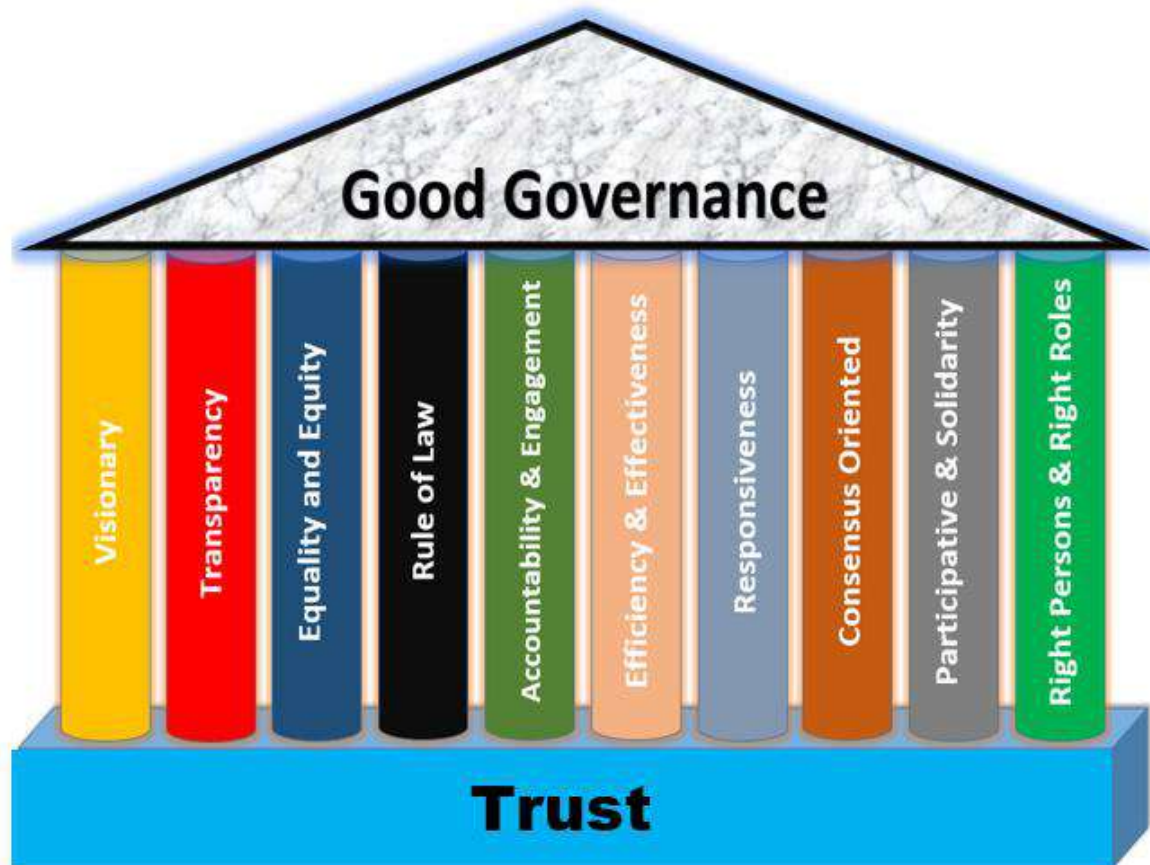 Good Governance
Visionary
Transparency
Equality and Equity
Rule of Law
Accountability & Engagement
Efficiency & Effectiveness
Responsiveness
Consensus Oriented
Participative & Solidarity
Right Persons & Right Roles
Trust